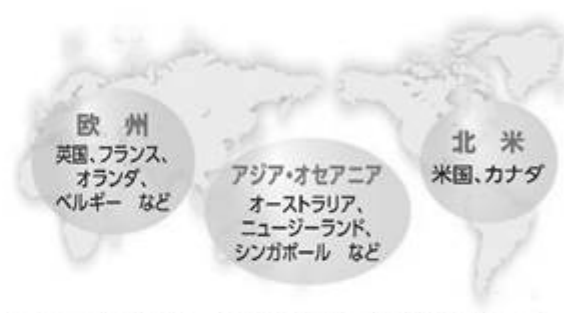 欧 州
英国、フランス、
オランダ、
ベルギー など
アジア・オセアニア
オーストラリア、
ニュージーランド、
シンガポール など
北 米
米国、カナダ